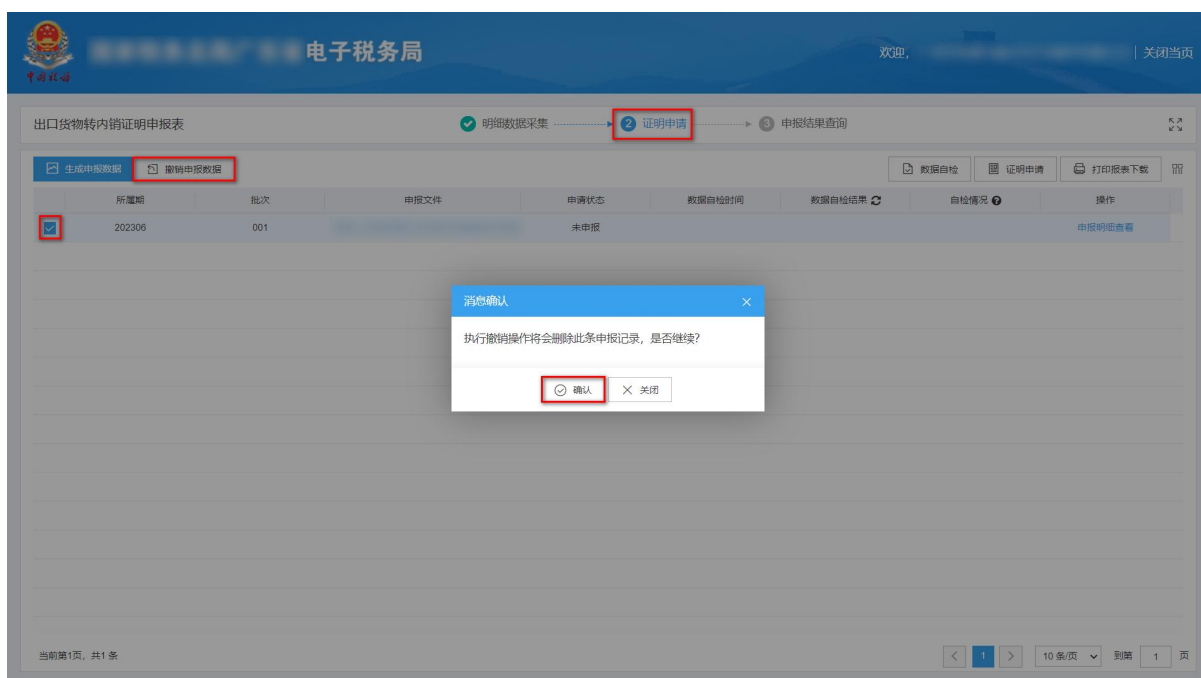 中国税务
电子税务局
欢迎,
关闭当页
出口货物转内销证明申报表
明细数据采集
2 证明申请
3 申报结果查询
生成申报数据
撤销申报数据
数据自检
证明申请
打印报表下载
所属期 批次 申报文件 申请状态 数据自检时间 数据自检结果 自检情况 操作
202306 001 未申报 申报明细查看
消息确认
执行撤销操作将会删除此条申报记录，是否继续?
确认 关闭
当前第1页，共1条
1 10 条/页 到第 1 页